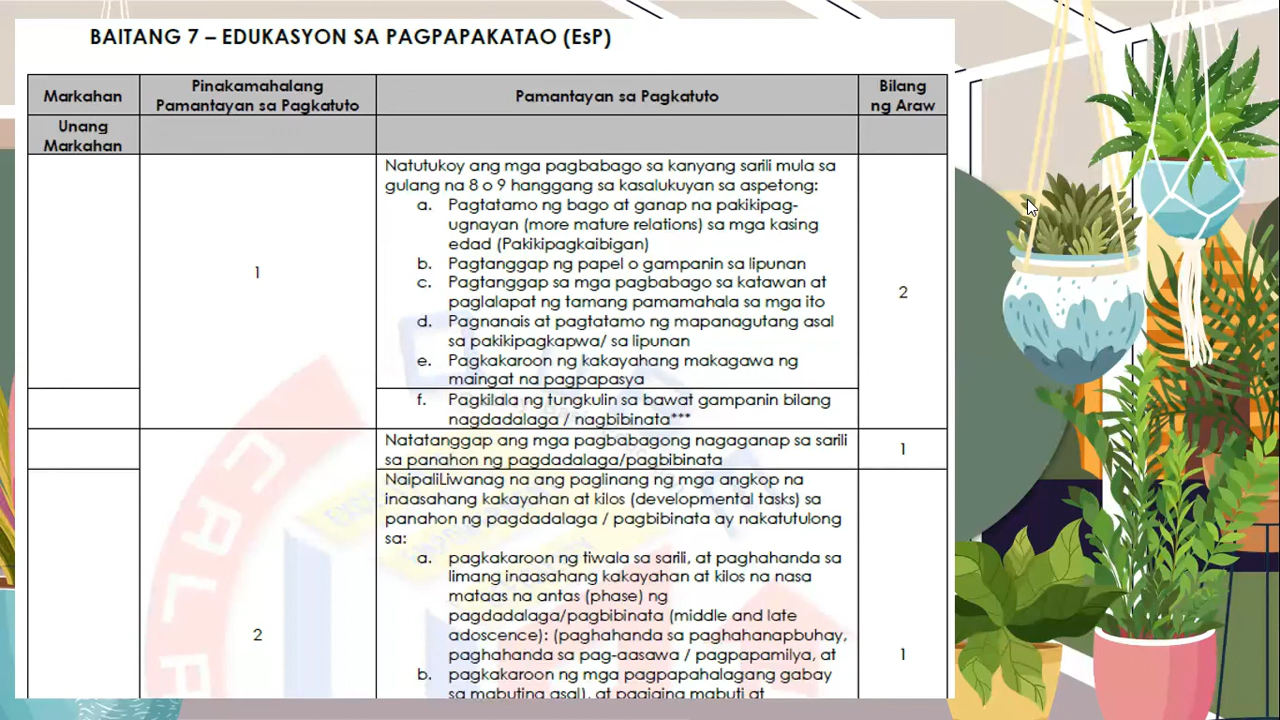 BAITANG 7 – EDUKASYON SA PAGPAPAKATAO (EsP)
Markahan
Pinakamahalang
Pamantayan sa Pagkatuto
Pamantayan sa Pagkatuto
Bilang
ng Araw
Unang
Markahan
1
Natutukoy ang mga pagbabago sa kanyang sarili mula sa
gulang na 8 o 9 hanggang sa kasalukuyan sa aspetong:
a. Pagtatamo ng bago at ganap na pakikipag-
ugnayan (more mature relations) sa mga kasing
edad (Pakikipagkaibigan)
b. Pagtanggap ng papel o gampanin sa lipunan
c. Pagtanggap sa mga pagbabago sa katawan at
paglalapat ng tamang pamamahala sa mga ito
d. Pagnanais at pagtatamo ng mapanagutang asal
sa pakikipagkapwa/ sa lipunan
e. Pagkakaroon ng kakayahang makagawa ng
maingat na pagpapasya
f. Pagkilala ng tungkulin sa bawat gampanin bilang
nagdadalaga / nagbibinata***
2
Natatanggap ang mga pagbabagong nagaganap sa sarili
sa panahon ng pagdadalaga/pagbibinata
1
2
NaipaliLiwanag na ang paglinang ng mga angkop na
inaasahang kakayahan at kilos (developmental tasks) sa
panahon ng pagdadalaga / pagbibinata ay nakatutulong
sa:
a. pagkakaroon ng tiwala sa sarili, at paghahanda sa
limang inaasahang kakayahan at kilos na nasa
mataas na antas (phase) ng
pagdadalaga/pagbibinata (middle and late
adoscence): (paghahanda sa paghahanapbuhay,
paghahanda sa pag-aasawa / pagpapamilya, at
b. pagkakaroon ng mga pagpapahalagang gabay
sa mabuting asal), at pagiging mabuti at
1
CALA